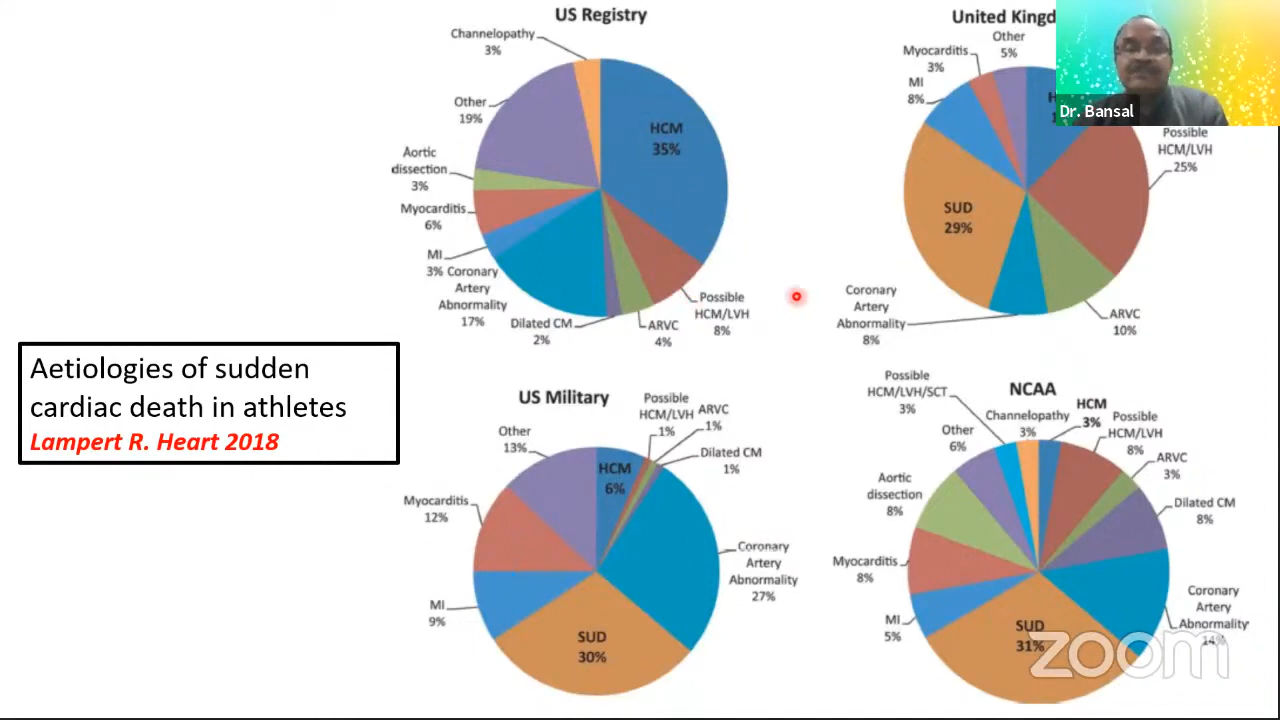 US Registry
Channelopathy
3%
Other
19%
Aortic
dissection
3%
Myocarditis
6%
MI
3%
Coronary
Artery
Abnormality
17%
Dilated CM
2%
ARVC
4%
Possible
HCM/LVH
8%
HCM
35%
Other
5%
Myocarditis
3%
MI
8%
SUD
29%
Coronary
Artery
Abnormality
8%
ARVC
10%
Possible
HCM/LVH
25%
United
Dr. Bansal
Aetiologies of sudden
cardiac death in athletes
Lampert R. Heart 2018
US Military
Possible
HCM/LVH
1%
ARVC
1%
Dilated CM
1%
Other
13%
HCM
6%
Myocarditis
12%
Coronary
Artery
Abnormality
27%
MI
9%
SUD
30%
NCAA
Possible
HCM/LVH/SCT
3%
Channelopathy
3%
HCM
3%
Possible
HCM/LVH
8%
ARVC
3%
Other
6%
Dilated CM
8%
Aortic
dissection
8%
Myocarditis
8%
Coronary
Artery
Abnormality
14%
MI
5%
SUD
31%
zoom